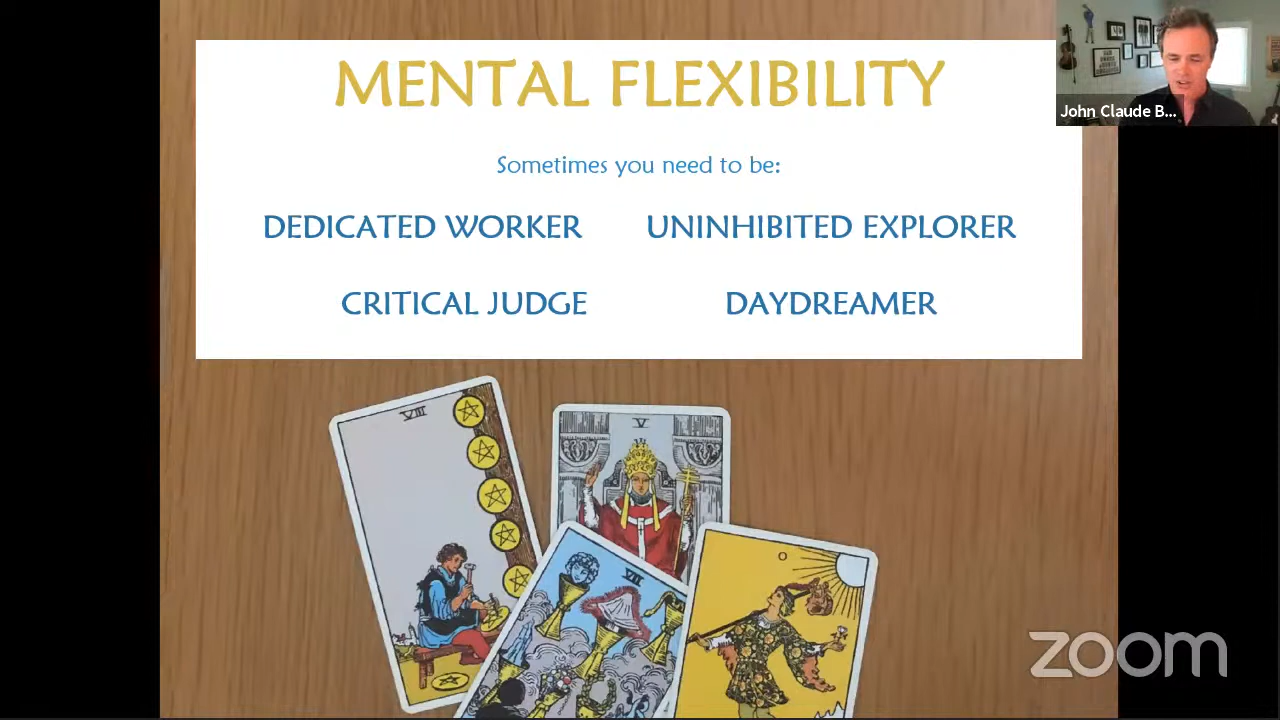 MENTAL FLEXIBILITY
John Claude B...
Sometimes you need to be:
DEDICATED WORKER UNINHIBITED EXPLORER
CRITICAL JUDGE DAYDREAMER
VIII
V
VII
0
zoom